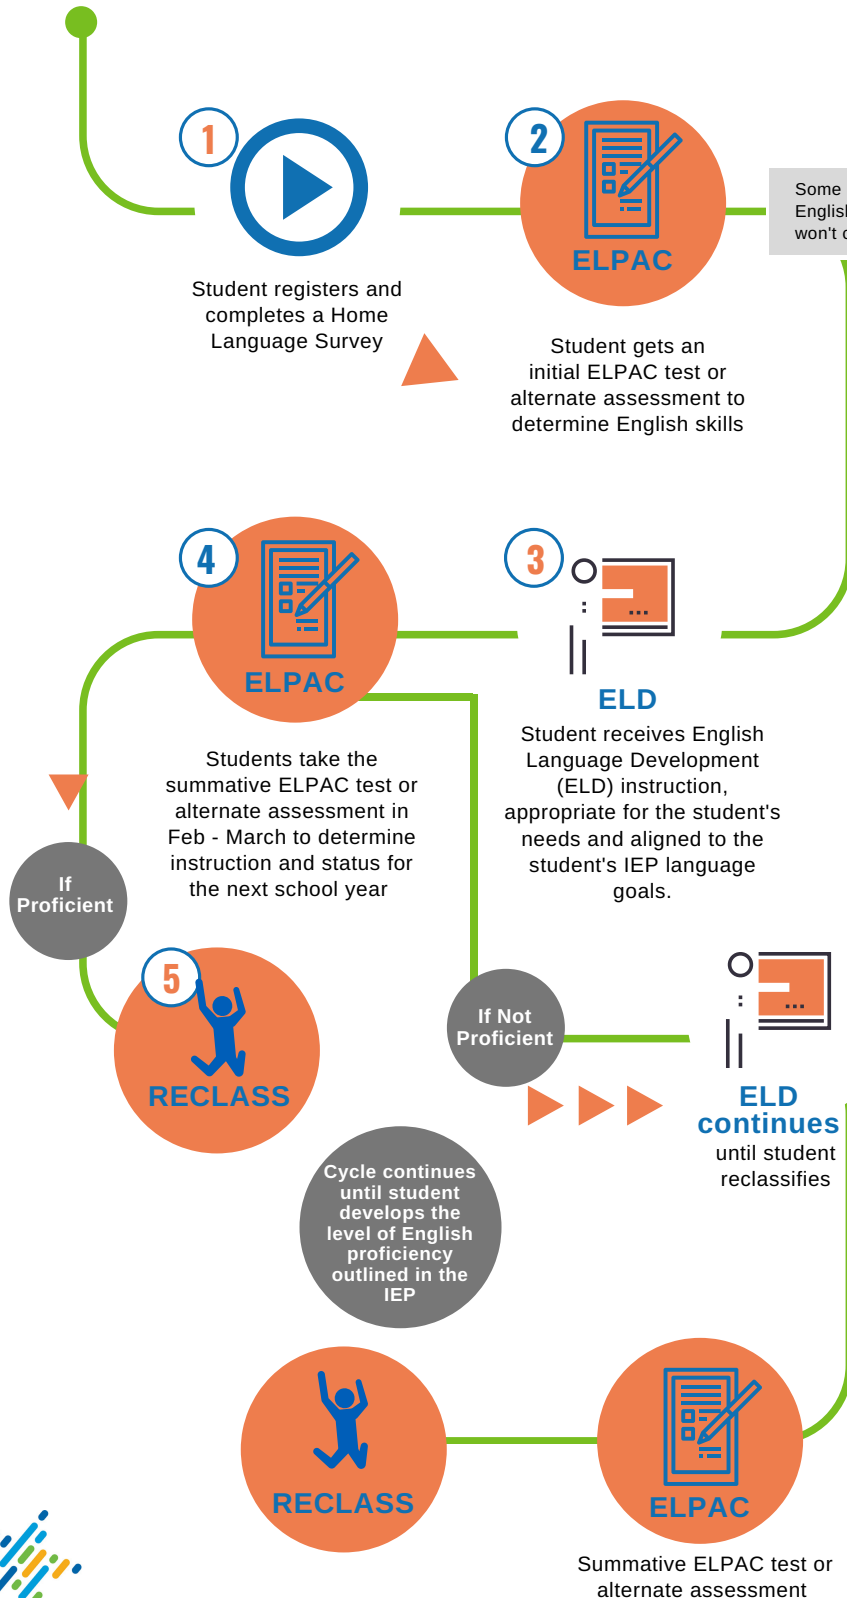 1
Student registers and
completes a Home
Language Survey
2
ELPAC
Student gets an
initial ELPAC test or
alternate assessment to
determine English skills
Some
English
won't
3
ELD
Student receives English
Language Development
(ELD) instruction,
appropriate for the student's
needs and aligned to the
student's IEP language
goals.
4
ELPAC
Students take the
summative ELPAC test or
alternate assessment in
Feb - March to determine
instruction and status for
the next school year
If
Proficient
5
RECLASS
If Not
Proficient
ELD
continues
until student
reclassifies
Cycle continues
until student
develops the
level of English
proficiency
outlined in the
IEP
RECLASS
ELPAC
Summative ELPAC test or
alternate assessment